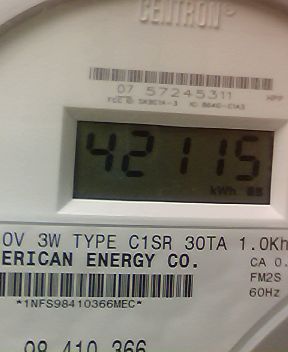 CENTRON®
07 57245311
42115
kWh
0V 3W TYPE C1SR 30TA 1.0Kh
ERICAN ENERGY CO.
CA 0.
FM2S
60Hz
*1NFS98410366MEC*
98 410 366